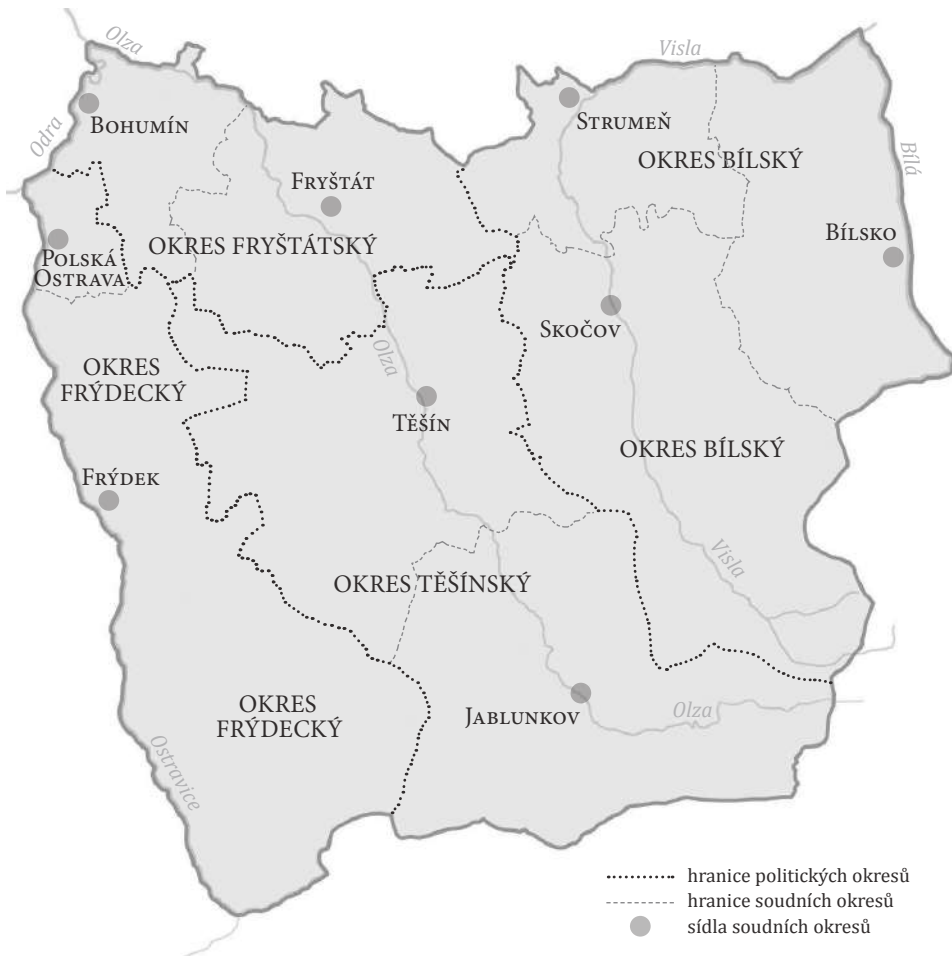 Olza
Visla
Odra
Bohumín
Strumeň
Okres Bílský
Bílá
Fryštát
Polská
Ostrava
Okres Fryštátský
Bílsko
Skočov
Okres
Frýdecký
Olza
Těšín
Okres Bílský
Frýdek
Visla
Okres Těšínský
Okres
Frýdecký
Jablunkov
Olza
Ostravice
hranice politických okresů
hranice soudních okresů
sídla soudních okresů